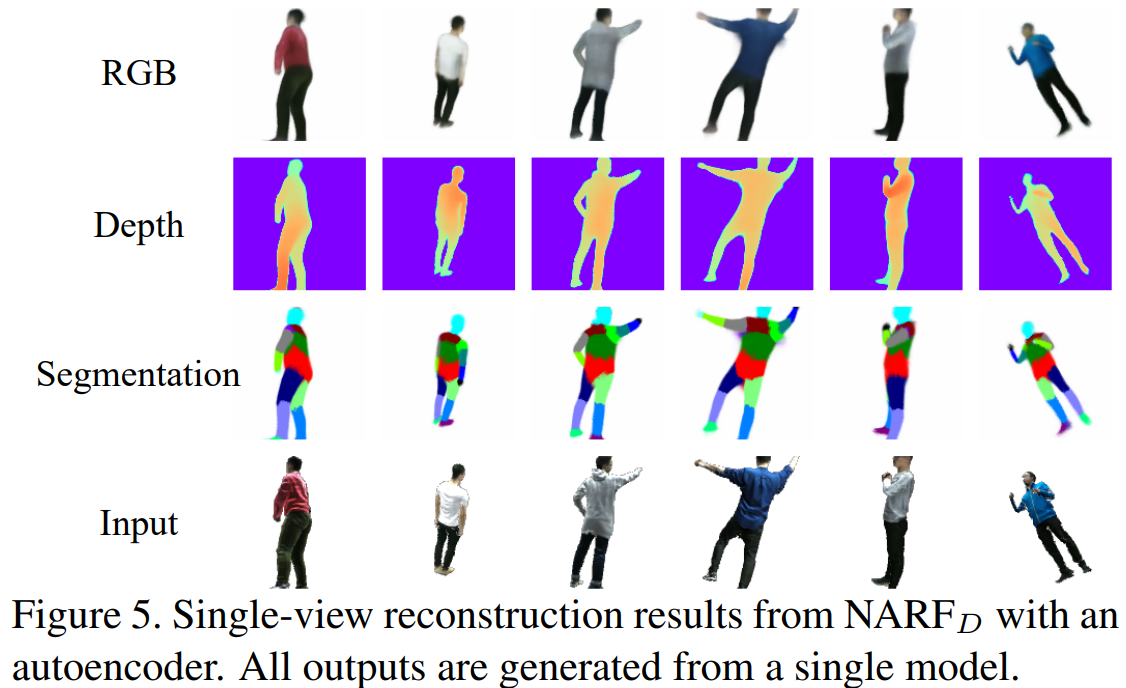 RGB
Depth
Segmentation
Input
Figure 5. Single-view reconstruction results from NARF_D with an
autoencoder. All outputs are generated from a single model.